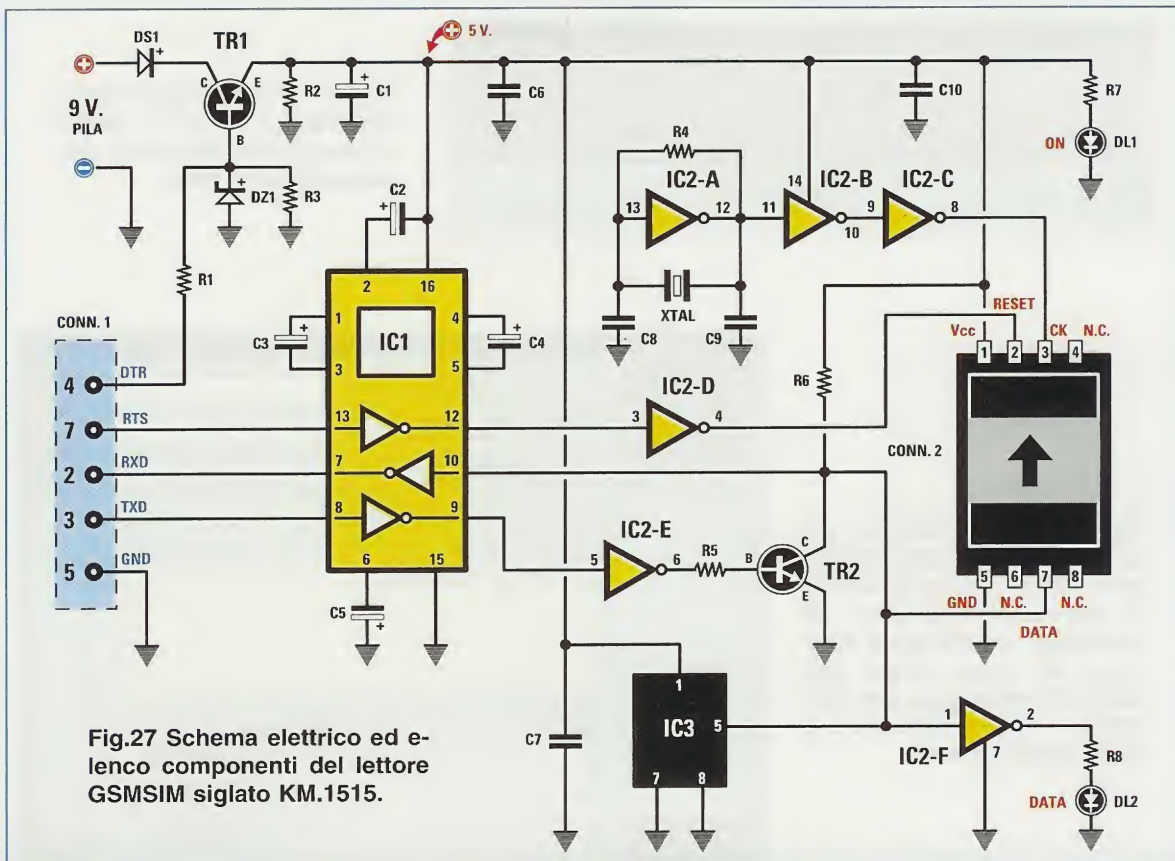 DS1
TR1
C
E
B
5 V.
9 V.
PILA
R2
C1
C6
C10
R7
ON
DL1
DZ1
R3
C2
R1
R4
13
IC2-A
12
XTAL
C8
C9
11
14
IC2-B
10
IC2-C
9
8
CONN. 1
4
DTR
7
RTS
2
RXD
3
TXD
5
GND
2
16
1
3
C3
IC1
4
5
C4
13
12
7
10
8
9
6
15
C5
3
IC2-D
4
R6
RESET
Vcc
CK
N.C.
1
2
3
4
CONN. 2
5
6
7
8
GND
N.C.
N.C.
DATA
5
IC2-E
6
R5
B
C
E
TR2
C7
1
IC3
5
7
8
1
2
7
IC2-F
R8
DATA
DL2
Fig.27 Schema elettrico ed e-
lenco componenti del lettore
GSMSIM siglato KM.1515.